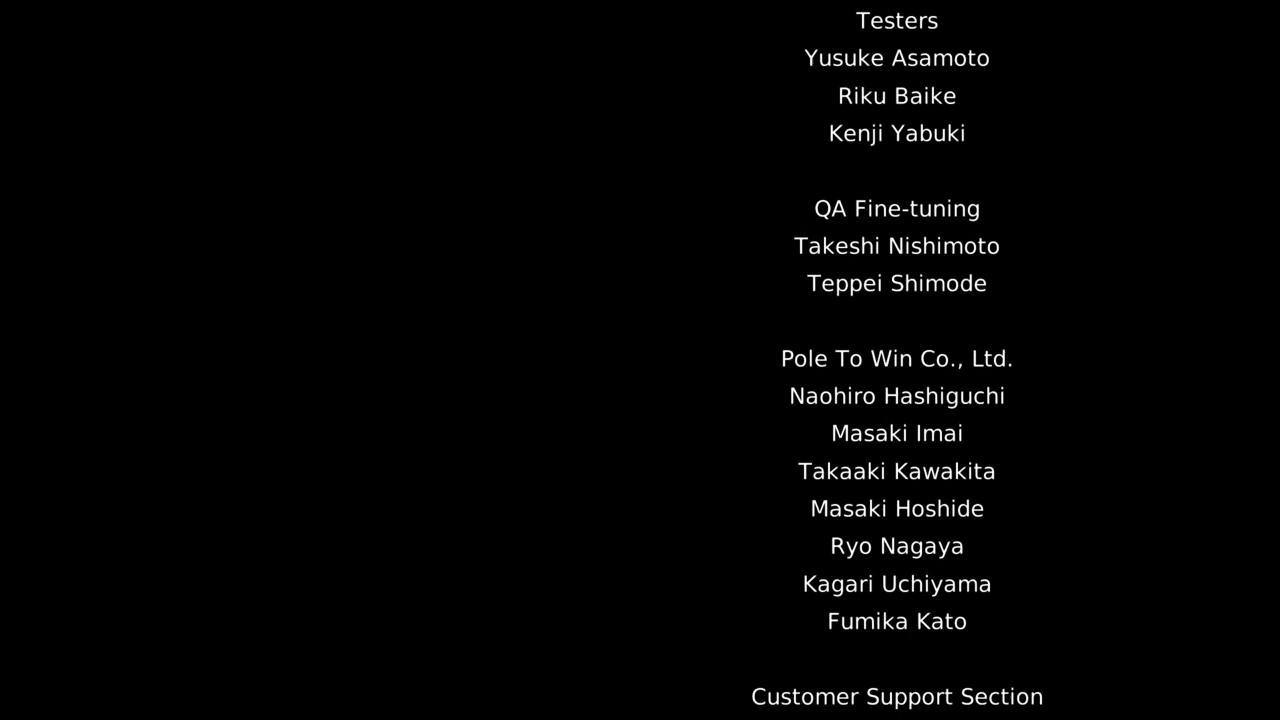 Testers
Yusuke Asamoto
Riku Baike
Kenji Yabuki
QA Fine-tuning
Takeshi Nishimoto
Teppei Shimode
Pole To Win Co., Ltd.
Naohiro Hashiguchi
Masaki Imai
Takaaki Kawakita
Masaki Hoshide
Ryo Nagaya
Kagari Uchiyama
Fumika Kato
Customer Support Section